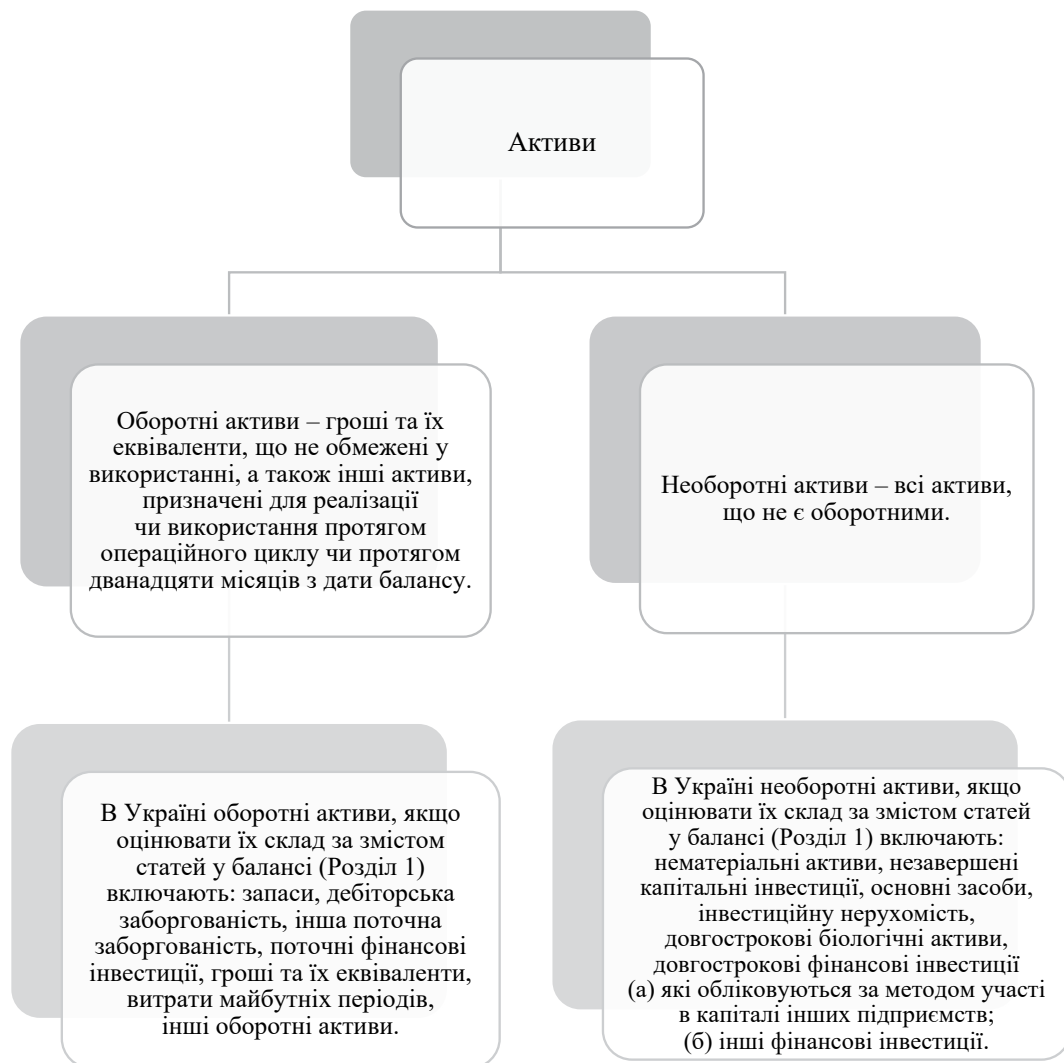 Активи
Оборотні активи – гроші та їх
еквіваленти, що не обмежені у
використанні, а також інші активи,
призначені для реалізації
чи використання протягом
операційного циклу чи протягом
дванадцяти місяців з дати балансу.
Необоротні активи – всі активи,
що не є оборотними.
В Україні оборотні активи, якщо
оцінювати їх склад за змістом
статей у балансі (Розділ 1)
включають: запаси, дебіторська
заборгованість, інша поточна
заборгованість, поточні фінансові
інвестиції, гроші та їх еквіваленти,
витрати майбутніх періодів,
інші оборотні активи.
В Україні необоротні активи, якщо
оцінювати їх склад за змістом статей
у балансі (Розділ 1) включають:
нематеріальні активи, незавершені
капітальні інвестиції, основні засоби,
інвестиційну нерухомість,
довгострокові біологічні активи,
довгострокові фінансові інвестиції
(а) які обліковуються за методом участі
в капіталі інших підприємств;
(б) інші фінансові інвестиції.